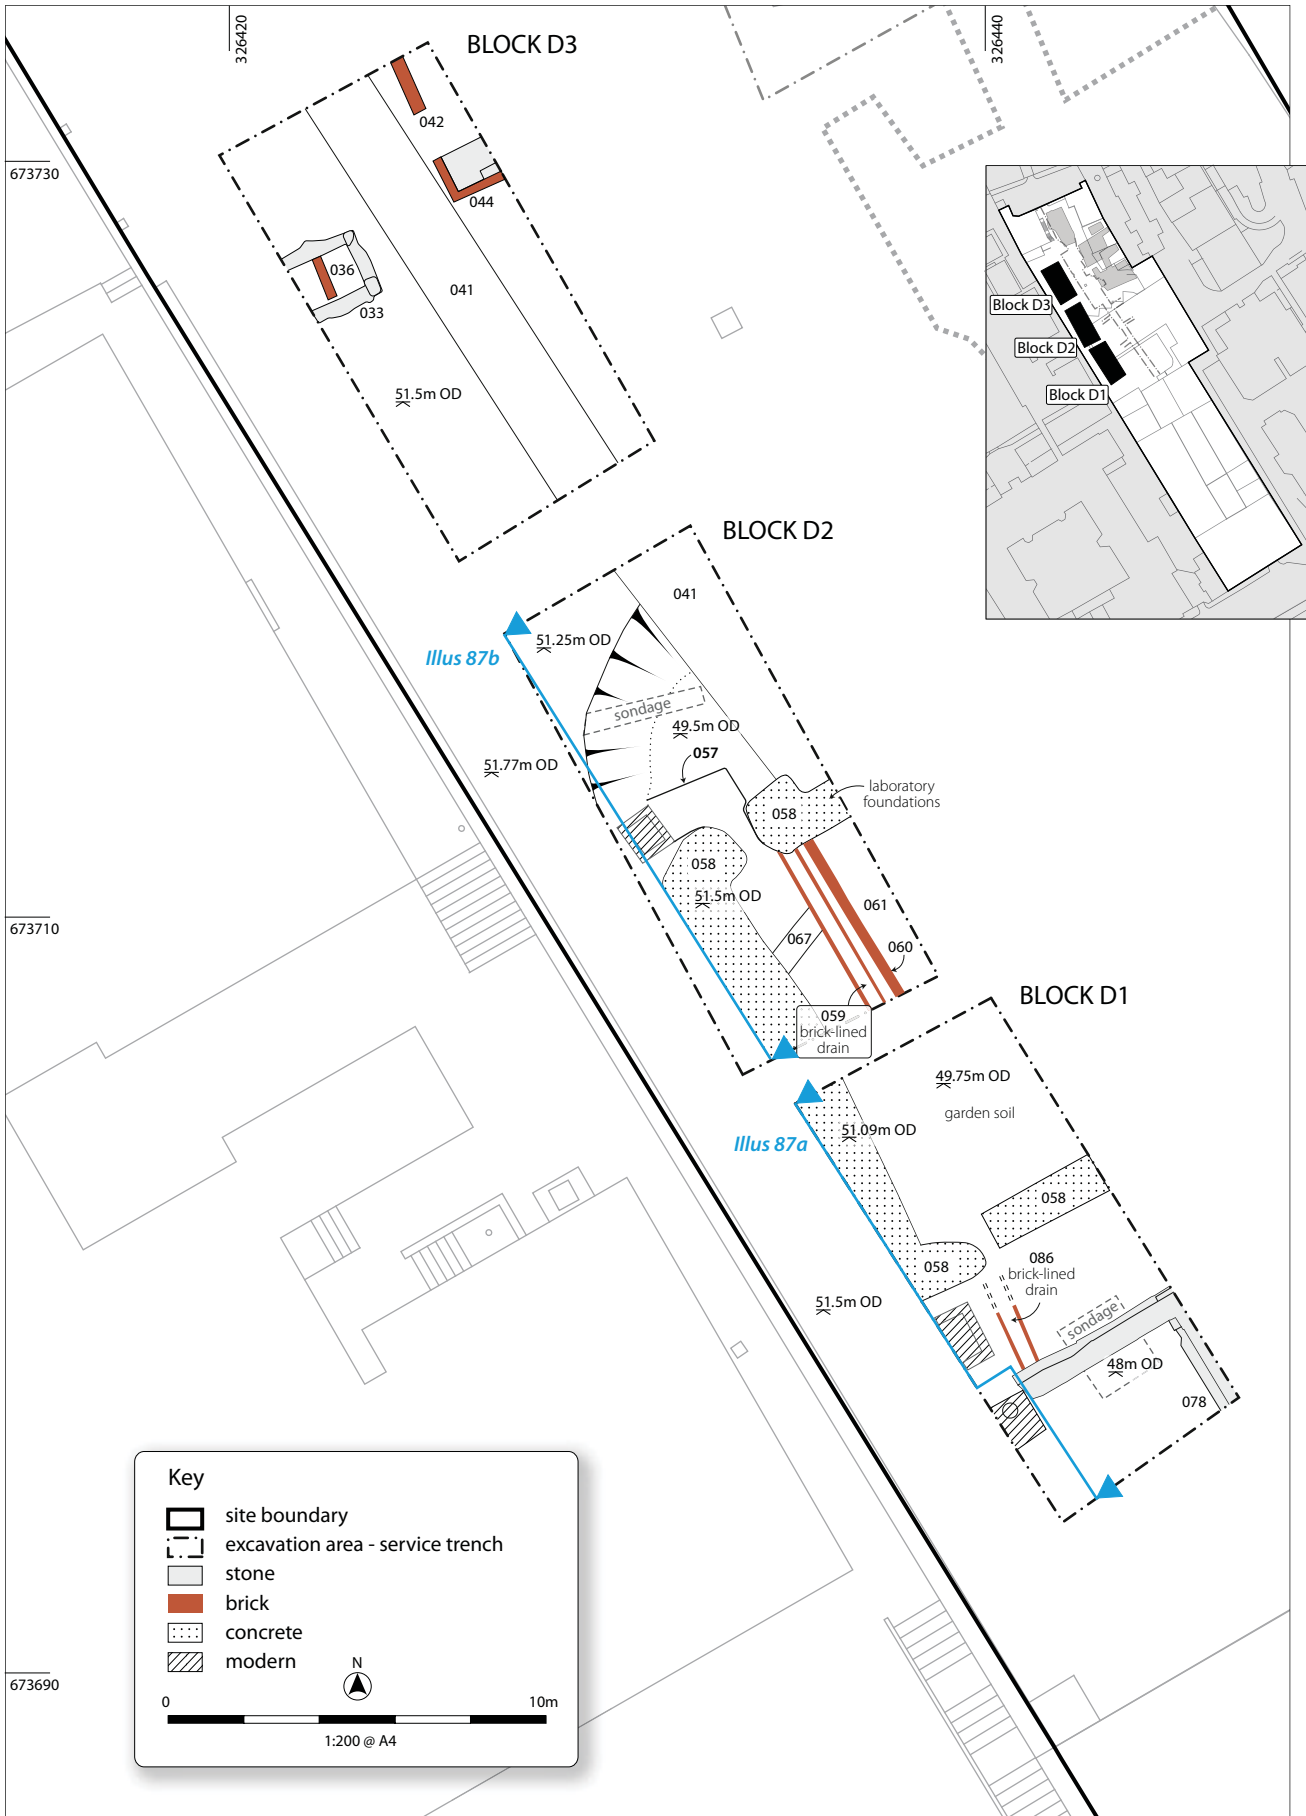 326420
326440
BLOCK D3
042
673730
044
036
041
033
51.5m OD
Block D3
Block D2
Block D1
BLOCK D2
041
51.25m OD
Illus 87b
sondage
49.5m OD
057
51.77m OD
laboratory
foundations
058
058
51.5m OD
061
673710
067
060
BLOCK D1
059
brick-lined
drain
49.75m OD
garden soil
51.09m OD
Illus 87a
058
086
brick-lined
drain
058
51.5m OD
sondage
48m OD
078
Key
site boundary
excavation area - service trench
stone
brick
concrete
modern
N
673690
0
10m
1:200 @ A4